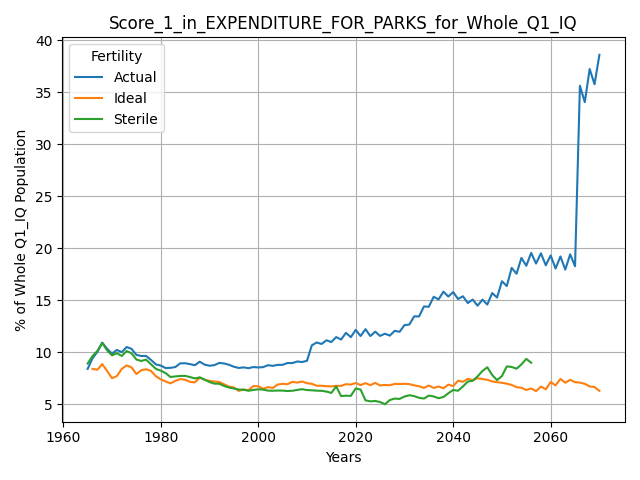 Score_1_in_EXPENDITURE_FOR_PARKS_for_Whole_Q1_IQ
Fertility
Actual
Ideal
Sterile
% of Whole Q1_IQ Population
40
35
30
25
20
15
10
5
1960
1980
2000
2020
2040
2060
Years